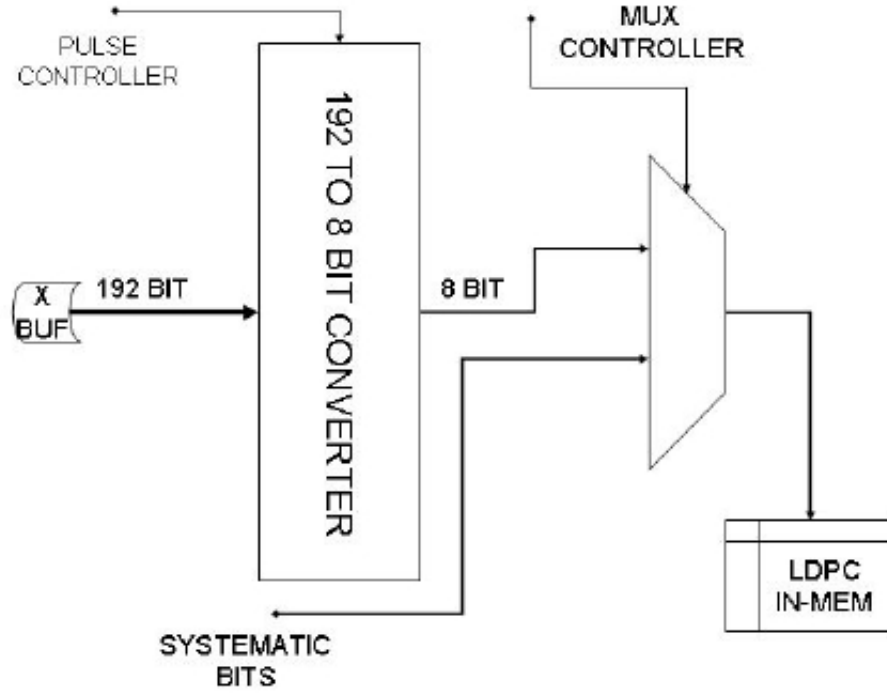 PULSE
CONTROLLER
MUX
CONTROLLER
192 TO 8 BIT CONVERTER
X
BUF
192 BIT
8 BIT
SYSTEMATIC
BITS
LDPC
IN-MEM